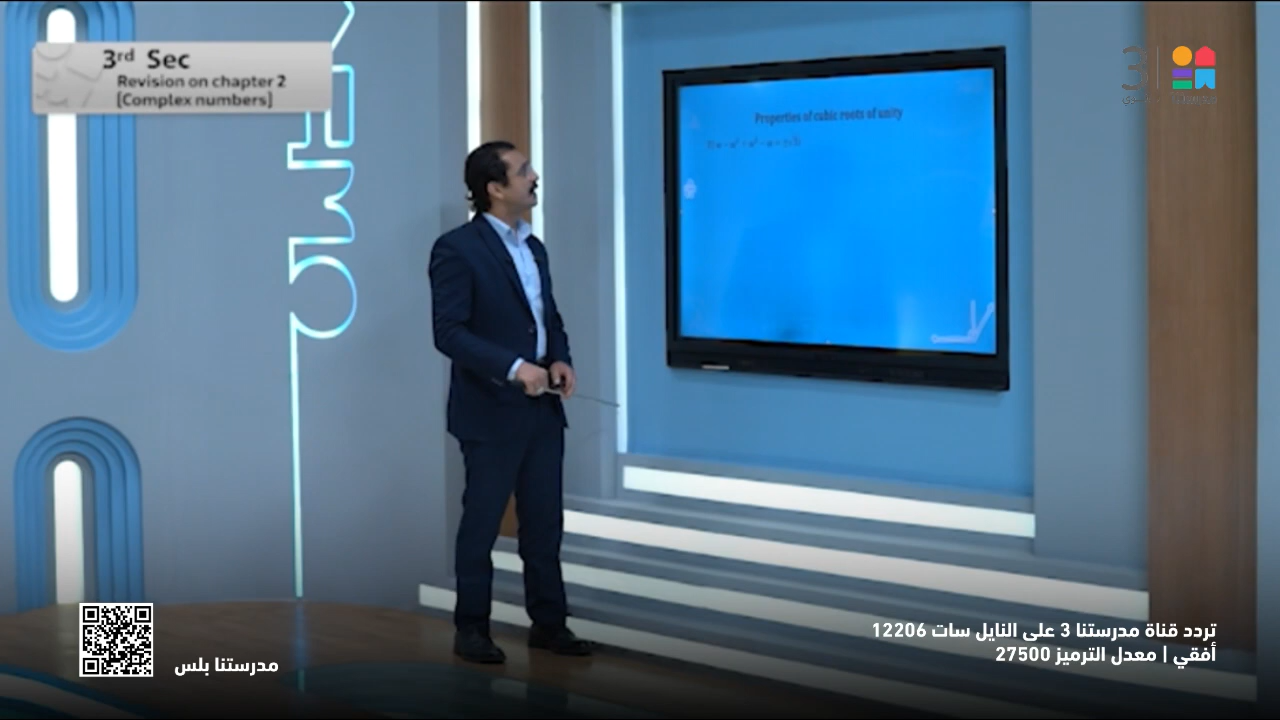 3rd Sec
Revision on chapter 2
[Complex numbers]
3
Properties of cubic roots of unity
تردد قناة مدرستنا 3 على النايل سات 12206
أفقي | معدل الترميز 27500
مدرستنا بلس